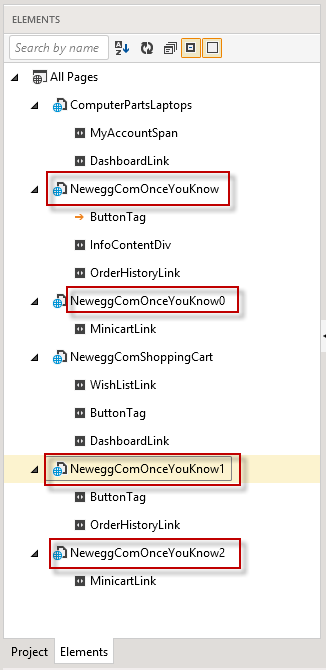 ELEMENTS
Search by name
All Pages
ComputerPartsLaptops
MyAccountSpan
DashboardLink
NeweggComOnceYouKnow
ButtonTag
InfoContentDiv
OrderHistoryLink
NeweggComOnceYouKnow0
MinicartLink
NeweggComShoppingCart
WishListLink
ButtonTag
DashboardLink
NeweggComOnceYouKnow1
ButtonTag
OrderHistoryLink
NeweggComOnceYouKnow2
MinicartLink
Project Elements